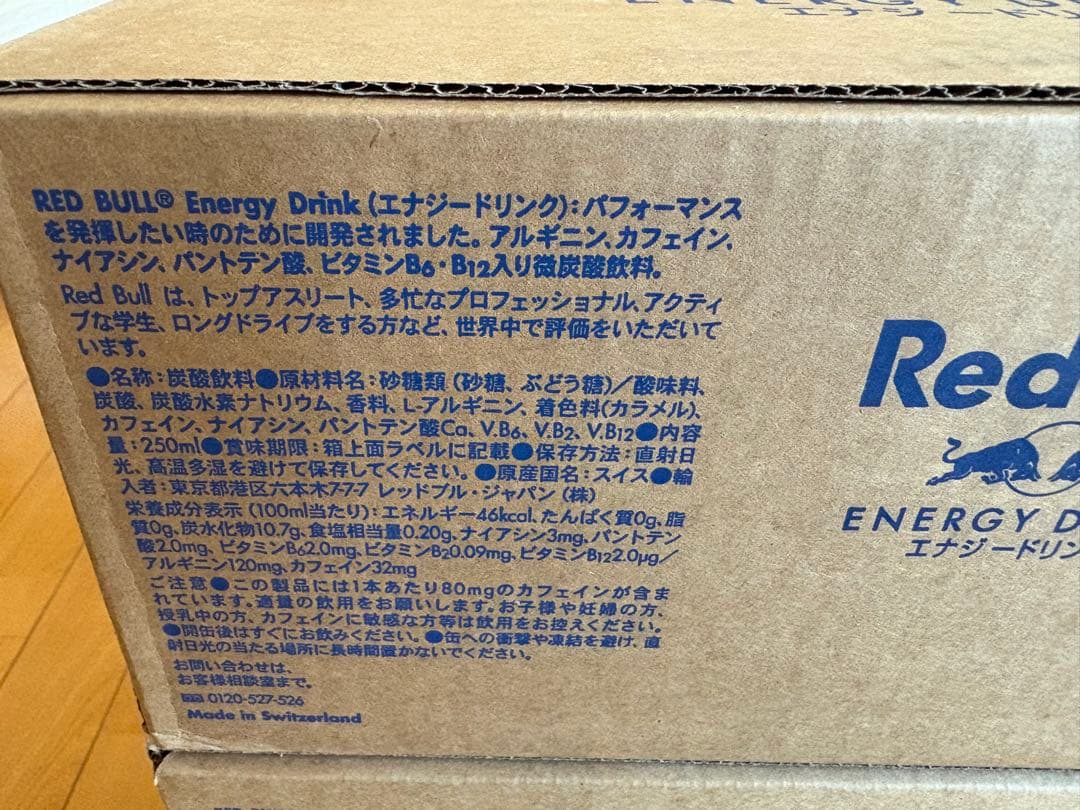 エナジードリ
RED BULL® Energy Drink (エナジードリンク): パフォーマンス
を発揮したい時のために開発されました。アルギニン、カフェイン、
ナイアシン、パントテン酸、ビタミンB6・B12入り微炭酸飲料。
Red Bull は、トップアスリート、多忙なプロフェッショナル、アクティ
ブな学生、ロングドライブをする方など、世界中で評価をいただいて
います。
●名称:炭酸飲料●原材料名:砂糖類(砂糖、ぶどう糖)/酸味料、
炭酸、炭酸水素ナトリウム、香料、L-アルギニン、着色料(カラメル)、
カフェイン、ナイアシン、パントテン酸Ca、V.B6、V.B2、V.B12●内容
量:250ml●賞味期限:箱上面ラベルに記載●保存方法:直射日
光、高温多湿を避けて保存してください。●原産国名:スイス●輸
入者:東京都港区六本木7-7-7 レッドブル・ジャパン(株)
栄養成分表示(100ml当たり):エネルギー46kcal、たんぱく質0g、脂
質0g、炭水化物10.7g、食塩相当量0.20g、ナイアシン3mg、パントテン
酸2.0mg、ビタミンB62.0mg、ビタミンB20.09mg、ビタミンB122.0μg/
アルギニン120mg、カフェイン32mg
ご注意●この製品には1本あたり80mgのカフェインが含ま
れています。適量の飲用をお願いします。お子様や妊婦の方、
授乳中の方、カフェインに敏感な方等は飲用をお控えください。
●開缶後はすぐにお飲みください。●缶への衝撃や凍結を避け、直
射日光の当たる場所に長時間置かないでください。
お問い合わせは、
お客様相談室まで。
0120-527-526
Made in Switzerland
Red
ENERGY D
エナジードリン